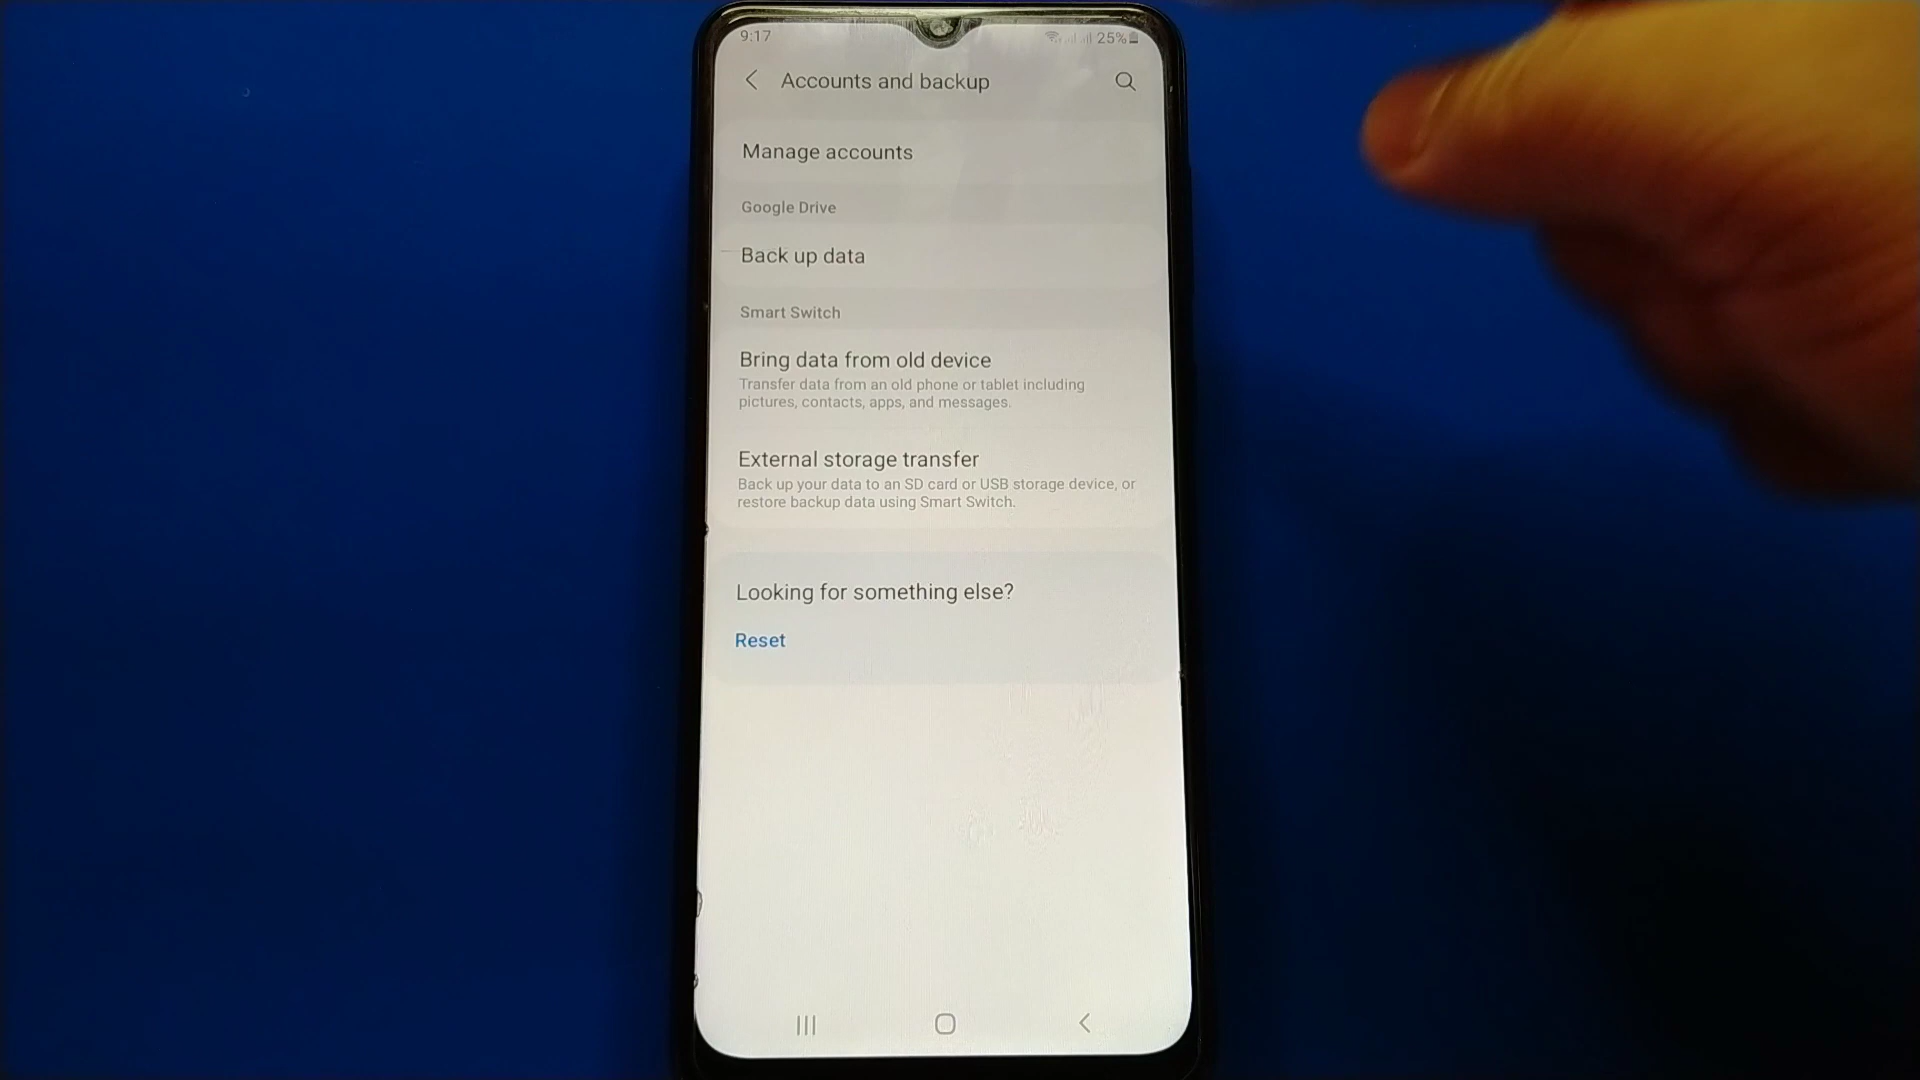 9:17
25%
Accounts and backup
Manage accounts
Google Drive
Back up data
Smart Switch
Bring data from old device
Transfer data from an old phone or tablet including
pictures, contacts, apps, and messages.
External storage transfer
Back up your data to an SD card or USB storage device, or
restore backup data using Smart Switch.
Looking for something else?
Reset